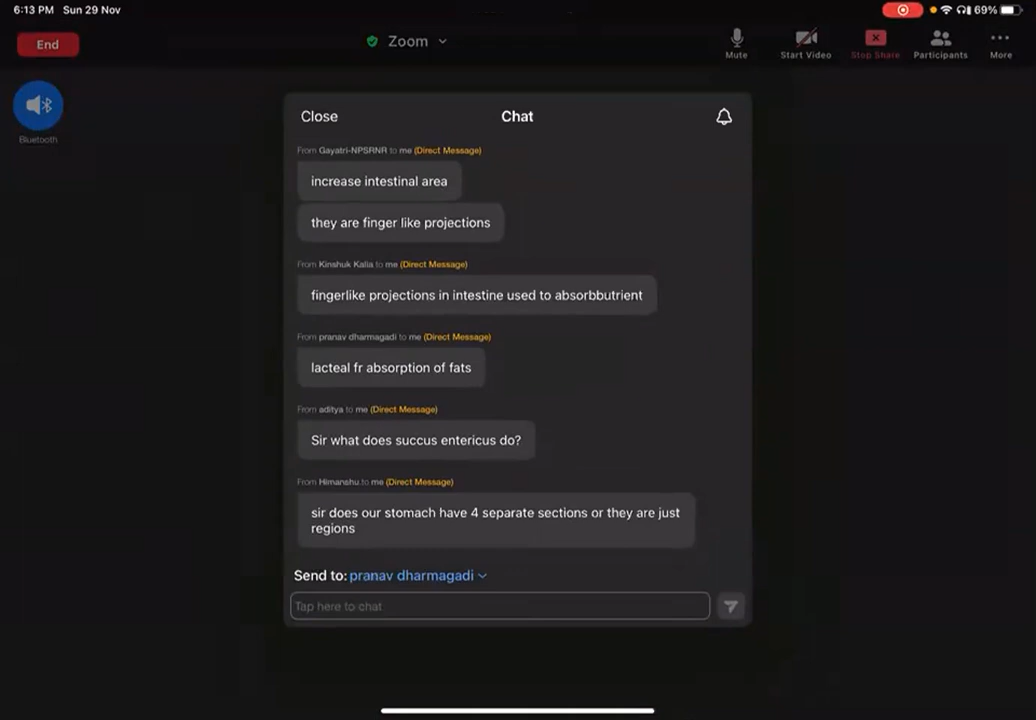 6:13 PM Sun 29 Nov
69%
End
Zoom
Mute
Start Video
Stop Share
Participants
More
Bluetooth
Close
Chat
From Gayatri-NPSRNR to me (Direct Message)
increase intestinal area
they are finger like projections
From Kinshuk Kalia to me (Direct Message)
fingerlike projections in intestine used to absorbbutrient
From pranav dharmagadi to me (Direct Message)
lacteal fr absorption of fats
From aditya to me (Direct Message)
Sir what does succus entericus do?
From Himanshu to me (Direct Message)
sir does our stomach have 4 separate sections or they are just
regions
Send to: pranav dharmagadi
Tap here to chat